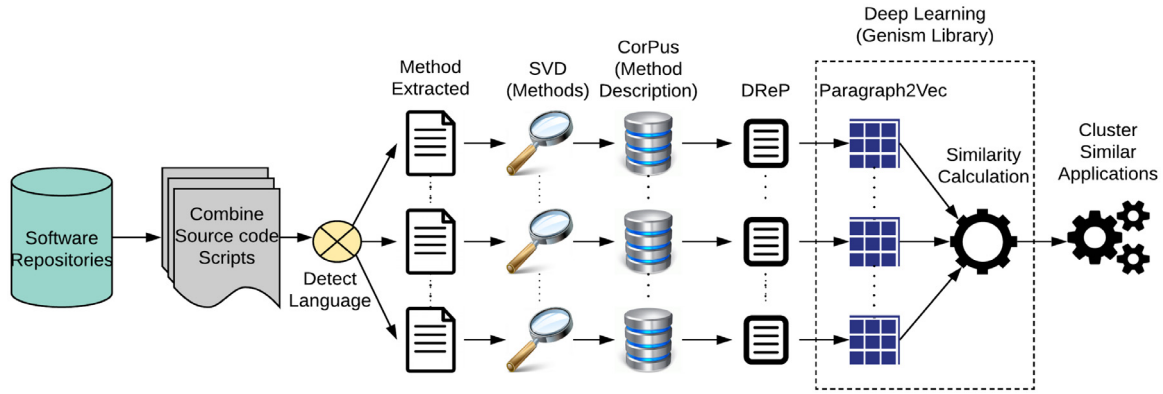 Deep Learning
(Genism Library)
Method
Extracted
SVD
(Methods)
CorPus
(Method
Description)
DReP
Paragraph2Vec
Similarity
Calculation
Cluster
Similar
Applications
Software
Repositories
Combine
Source code
Scripts
Detect
Language